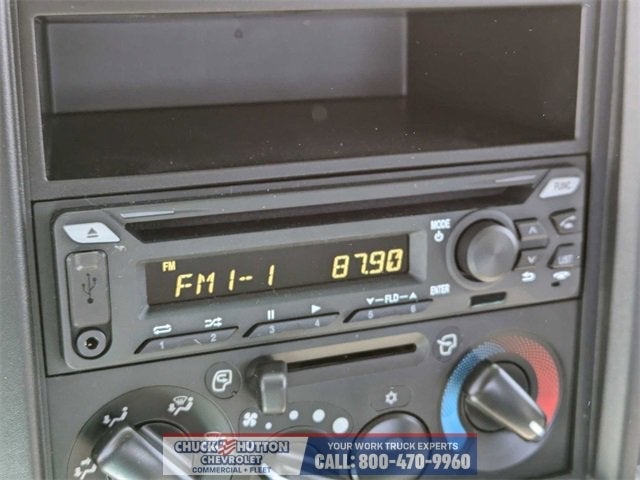 FUNC
MODE
FM
FM1-1 87.90
LIST
ENTER
FLD
1 2 3 4 5 6
CHUCK HUTTON
CHEVROLET
COMMERCIAL + FLEET
YOUR WORK TRUCK EXPERTS
CALL: 800-470-9960